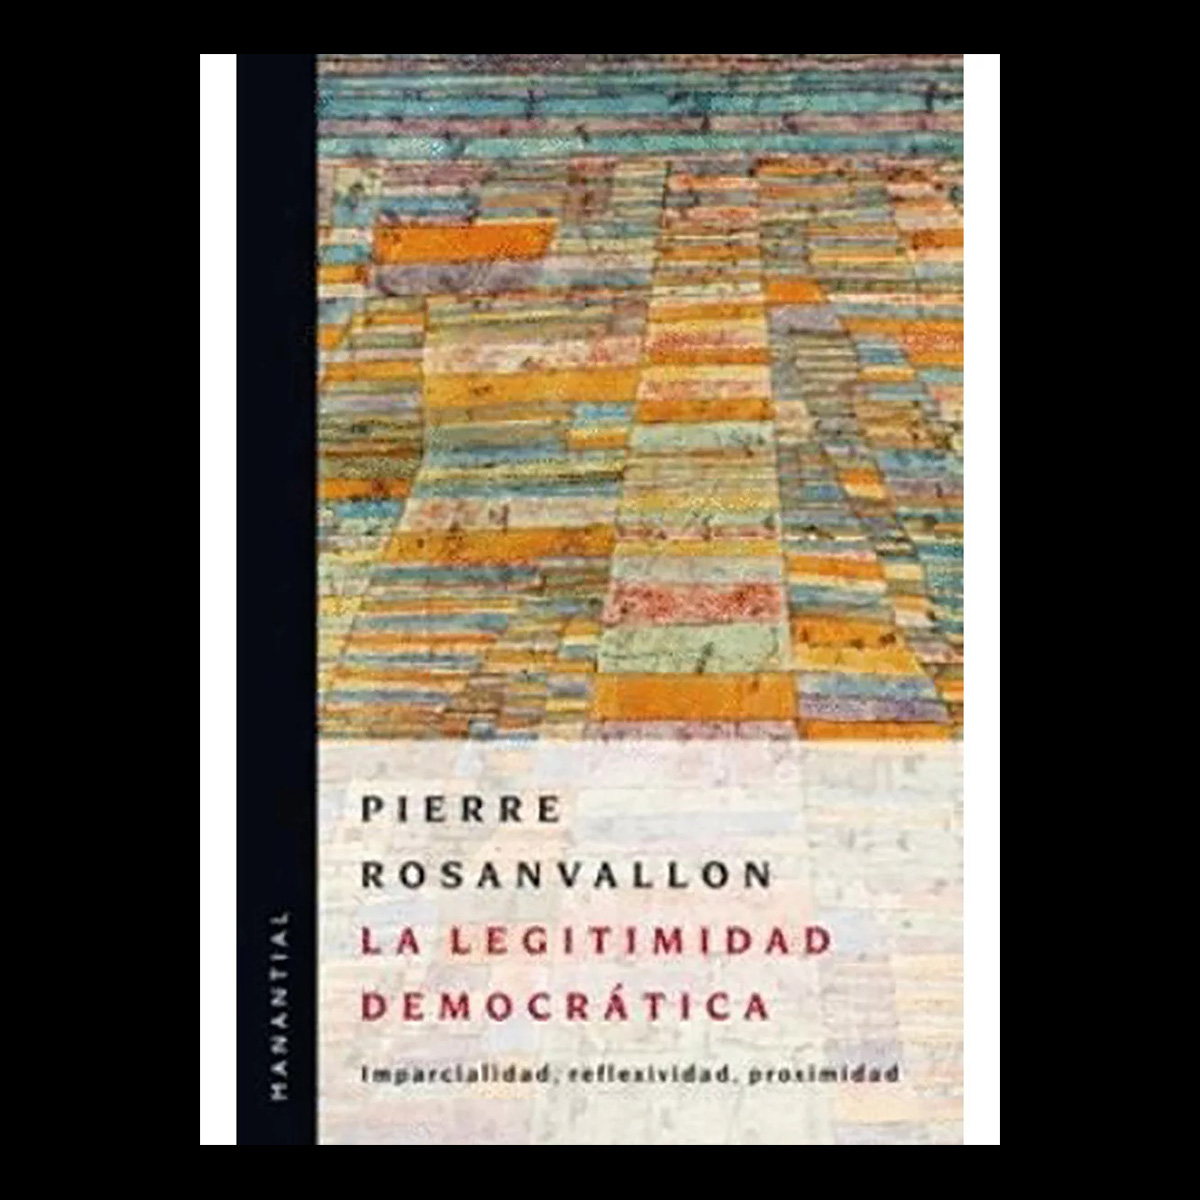 PIERRE
ROSANVALLON
LA LEGITIMIDAD
DEMOCRÁTICA
Imparcialidad, reflexividad, proximidad
MANANTIAL